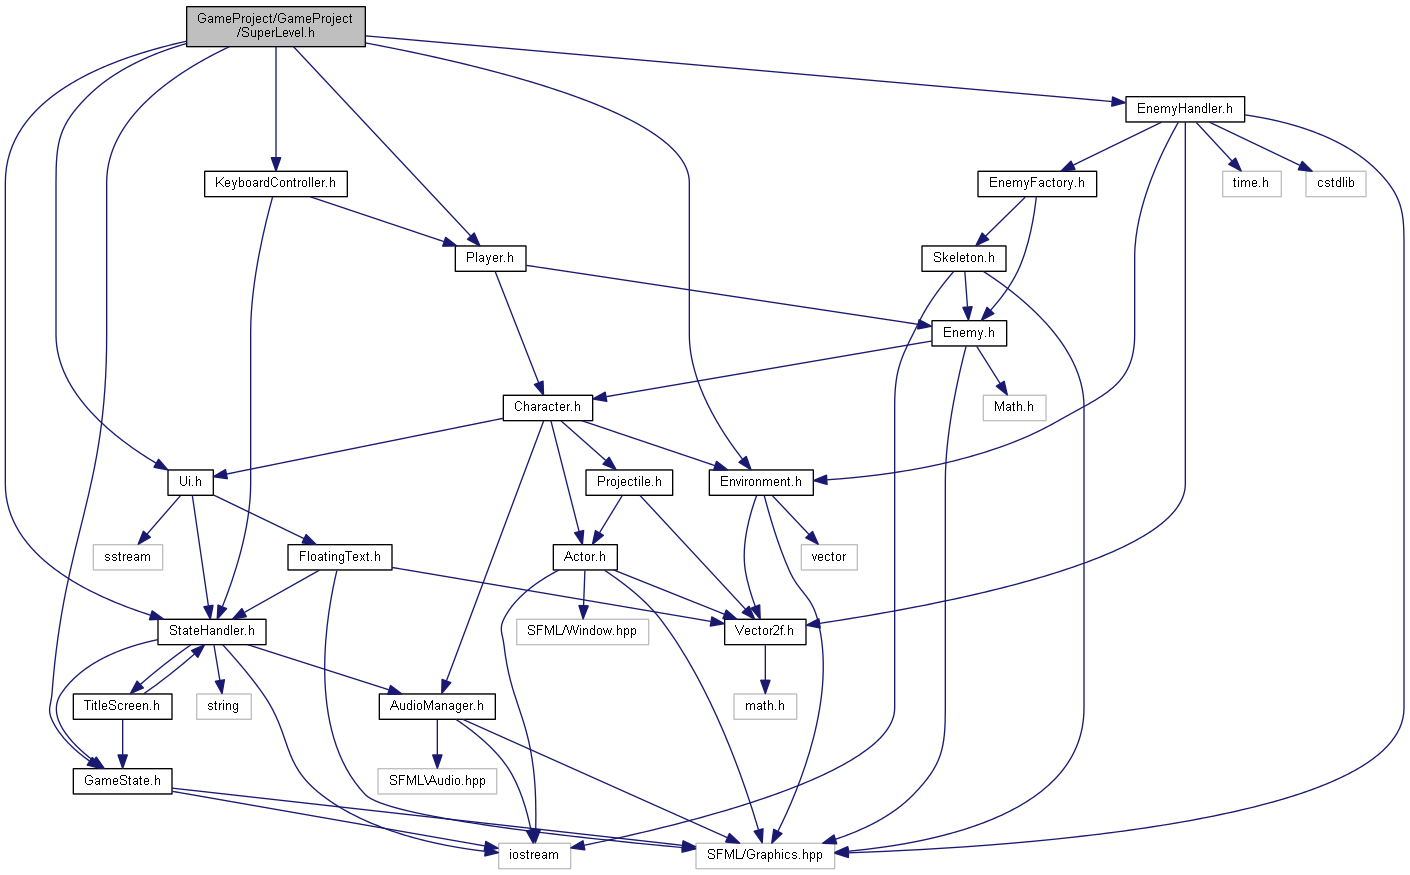 GameProject/GameProject
/SuperLevel.h
EnemyHandler.h
KeyboardController.h
EnemyFactory.h
time.h
cstdlib
Player.h
Skeleton.h
Enemy.h
Character.h
Math.h
Ui.h
Projectile.h
Environment.h
sstream
FloatingText.h
Actor.h
vector
StateHandler.h
SFML/Window.hpp
Vector2f.h
TitleScreen.h
string
AudioManager.h
math.h
GameState.h
SFML\Audio.hpp
iostream
SFML/Graphics.hpp